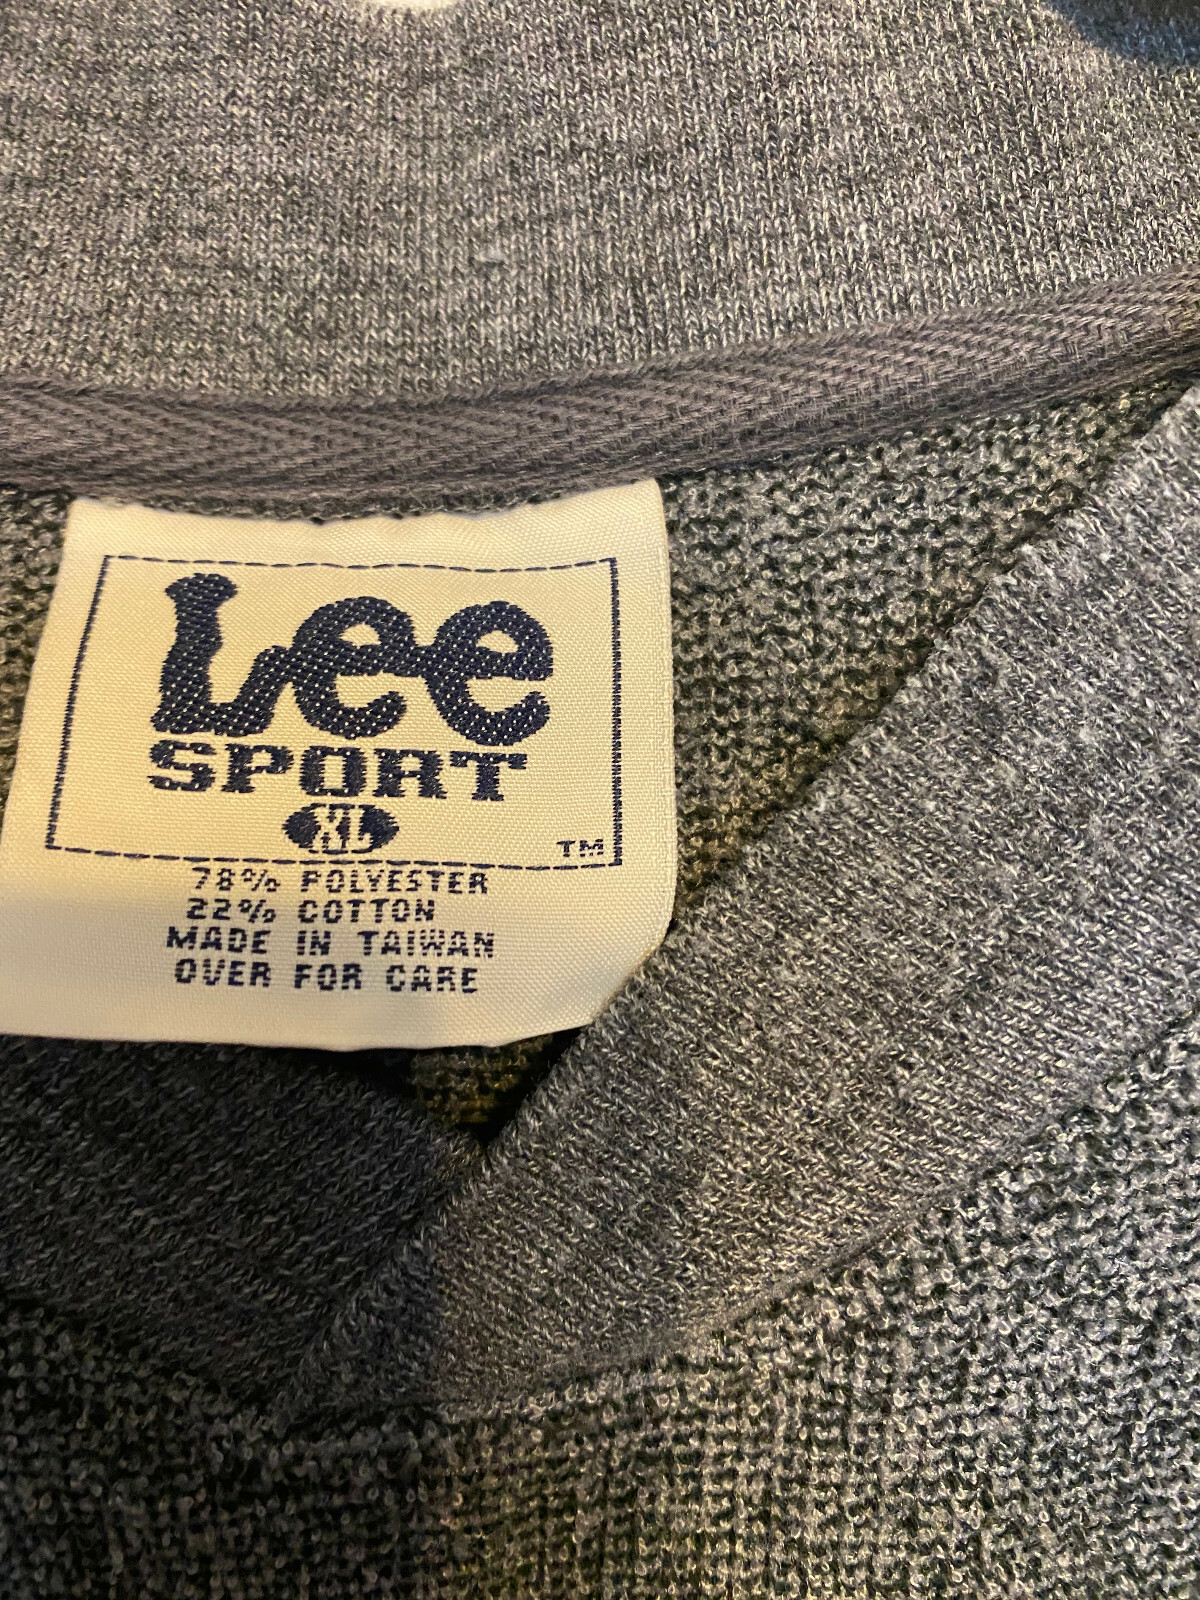 Lee
SPORT
XL
TM
78% POLYESTER
22% COTTON
MADE IN TAIWAN
OVER FOR CARE